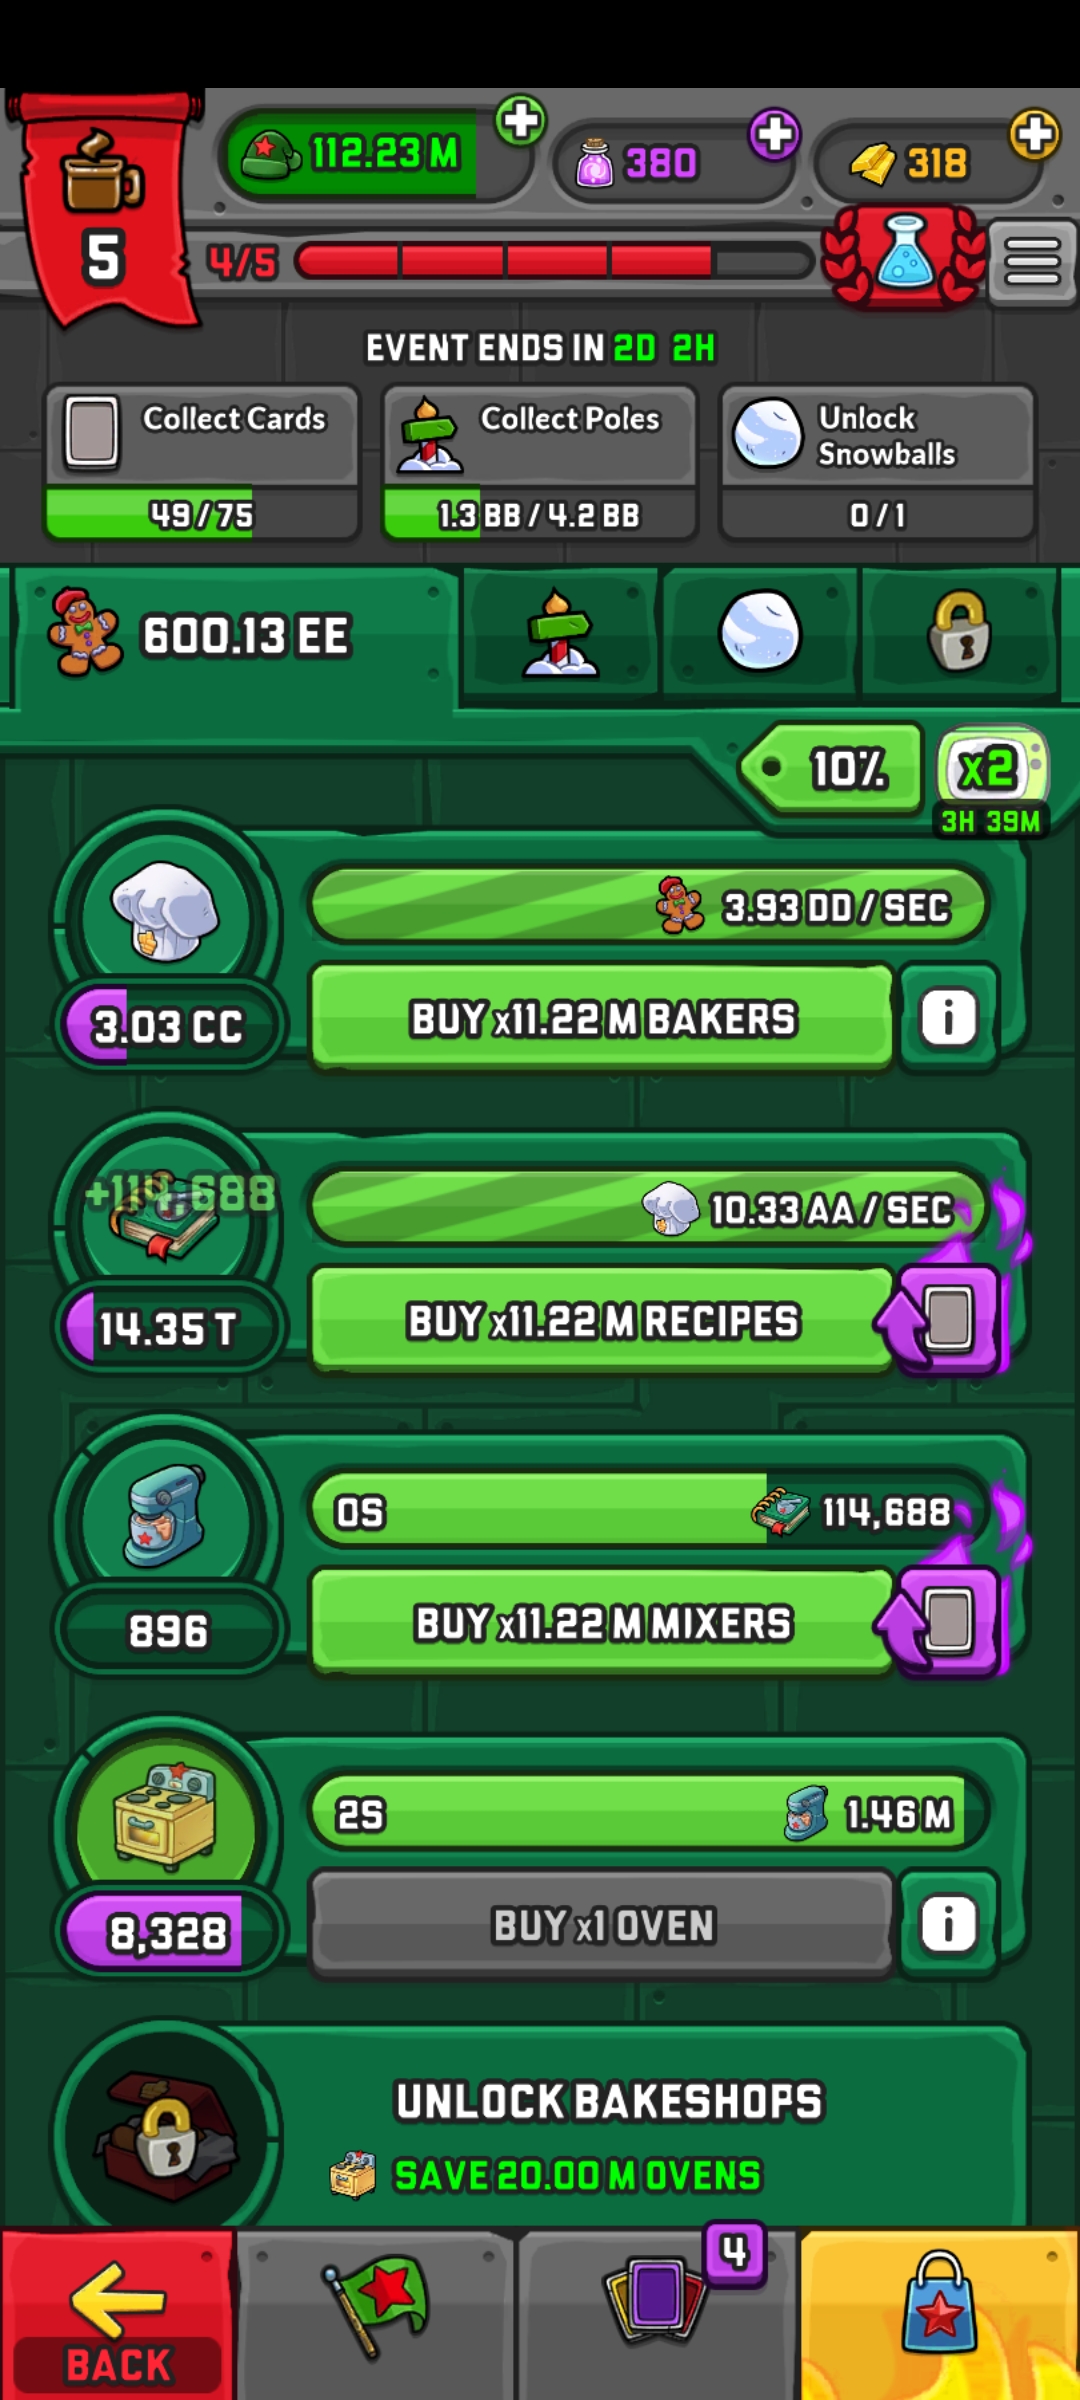 5
112.23 M
380
318
4/5
EVENT ENDS IN 2D 2H
Collect Cards
49/75
Collect Poles
1.3 BB / 4.2 BB
Unlock
Snowballs
0/1
600.13 EE
10%
x2
3H 39M
3.93 DD / SEC
3.03 CC
BUY x11.22 M BAKERS
i
+114,688
10.33 AA / SEC
14.35 T
BUY x11.22 M RECIPES
0S
114,688
896
BUY x11.22 M MIXERS
2S
1.46 M
8,328
BUY x1 OVEN
i
UNLOCK BAKESHOPS
SAVE 20.00 M OVENS
BACK
4